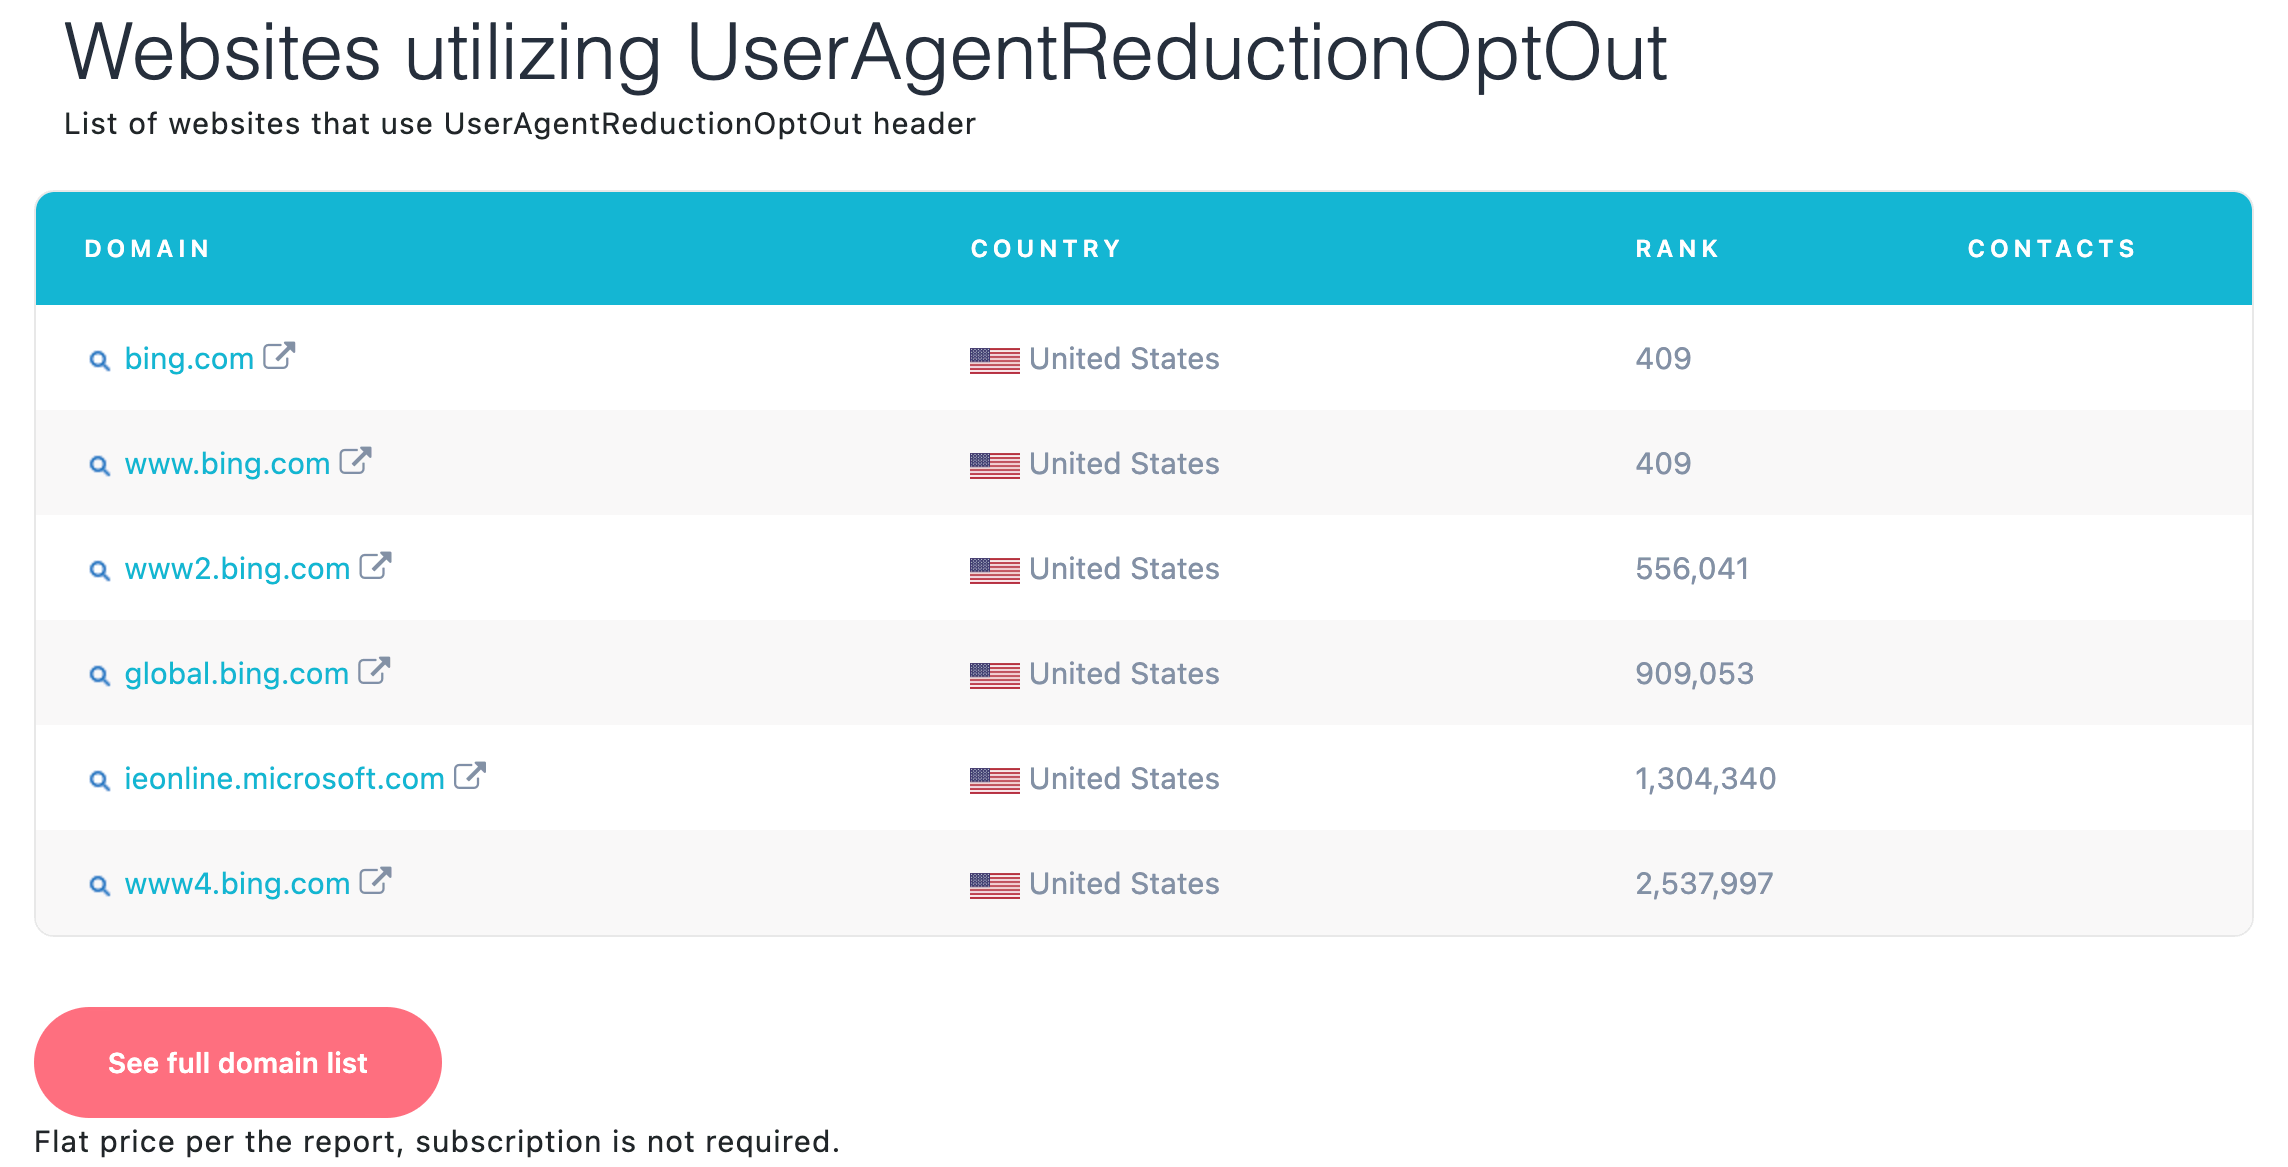 Websites utilizing UserAgentReductionOptOut
List of websites that use UserAgentReductionOptOut header
DOMAIN COUNTRY RANK CONTACTS
bing.com United States 409
www.bing.com United States 409
www2.bing.com United States 556,041
global.bing.com United States 909,053
ieonline.microsoft.com United States 1,304,340
www4.bing.com United States 2,537,997
See full domain list
Flat price per the report, subscription is not required.